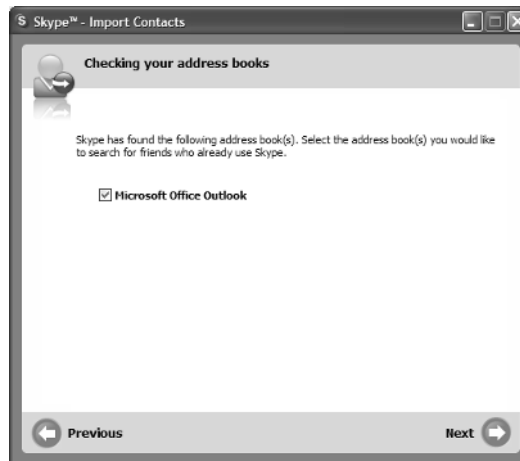 S Skype™ - Import Contacts
Checking your address books
Skype has found the following address book(s). Select the address book(s) you would like
to search for friends who already use Skype.
Microsoft Office Outlook
Previous
Next